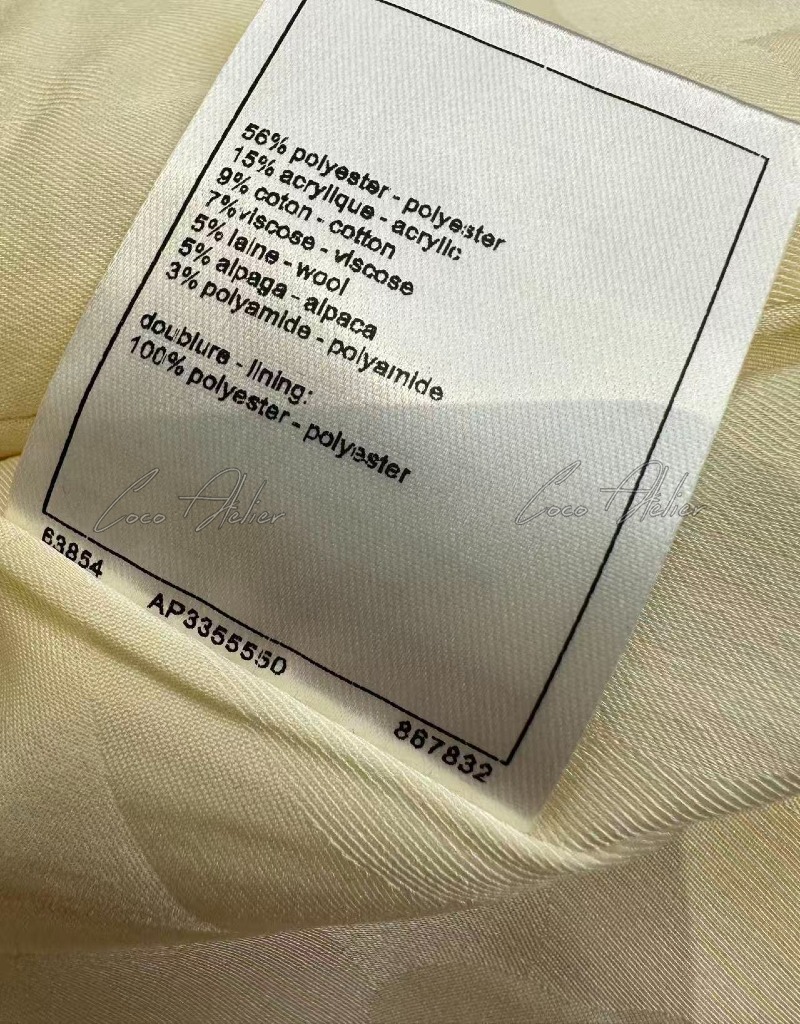 56% polyester - polyester
15% acrylique - acrylic
9% coton - cotton
7% viscose - viscose
5% laine - wool
5% alpaga - alpaca
3% polyamide - polyamide
doublure - lining:
100% polyester - polyester
Coco Atelier
Coco Atelier
63854
AP3355550
867832